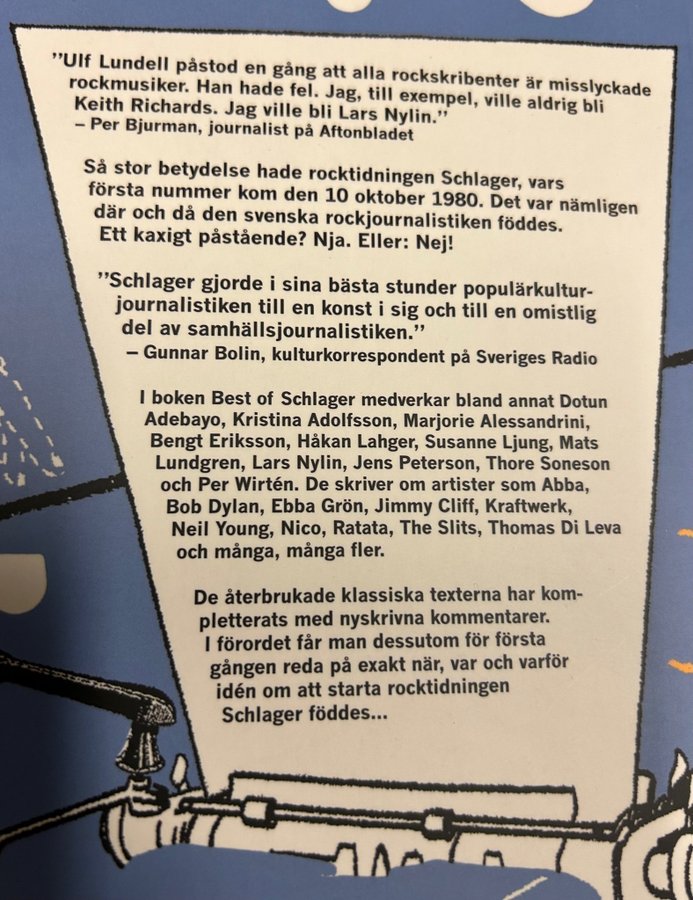 ”Ulf Lundell påstod en gång att alla rockskribenter är misslyckade
rockmusiker. Han hade fel. Jag, till exempel, ville aldrig bli
Keith Richards. Jag ville bli Lars Nylin.”
– Per Bjurman, journalist på Aftonbladet
Så stor betydelse hade rocktidningen Schlager, vars
första nummer kom den 10 oktober 1980. Det var nämligen
där och då den svenska rockjournalistiken föddes.
Ett kaxigt påstående? Nja. Eller: Nej!
”Schlager gjorde i sina bästa stunder populärkultur-
journalistiken till en konst i sig och till en omistlig
del av samhällsjournalistiken.”
– Gunnar Bolin, kulturkorrespondent på Sveriges Radio
I boken Best of Schlager medverkar bland annat Dotun
Adebayo, Kristina Adolfsson, Marjorie Alessandrini,
Bengt Eriksson, Håkan Lahger, Susanne Ljung, Mats
Lundgren, Lars Nylin, Jens Peterson, Thore Soneson
och Per Wirtén. De skriver om artister som Abba,
Bob Dylan, Ebba Grön, Jimmy Cliff, Kraftwerk,
Neil Young, Nico, Ratata, The Slits, Thomas Di Leva
och många, många fler.
De återbrukade klassiska texterna har kom-
pletterats med nyskrivna kommentarer.
I förordet får man dessutom för första
gången reda på exakt när, var och varför
idén om att starta rocktidningen
Schlager föddes...